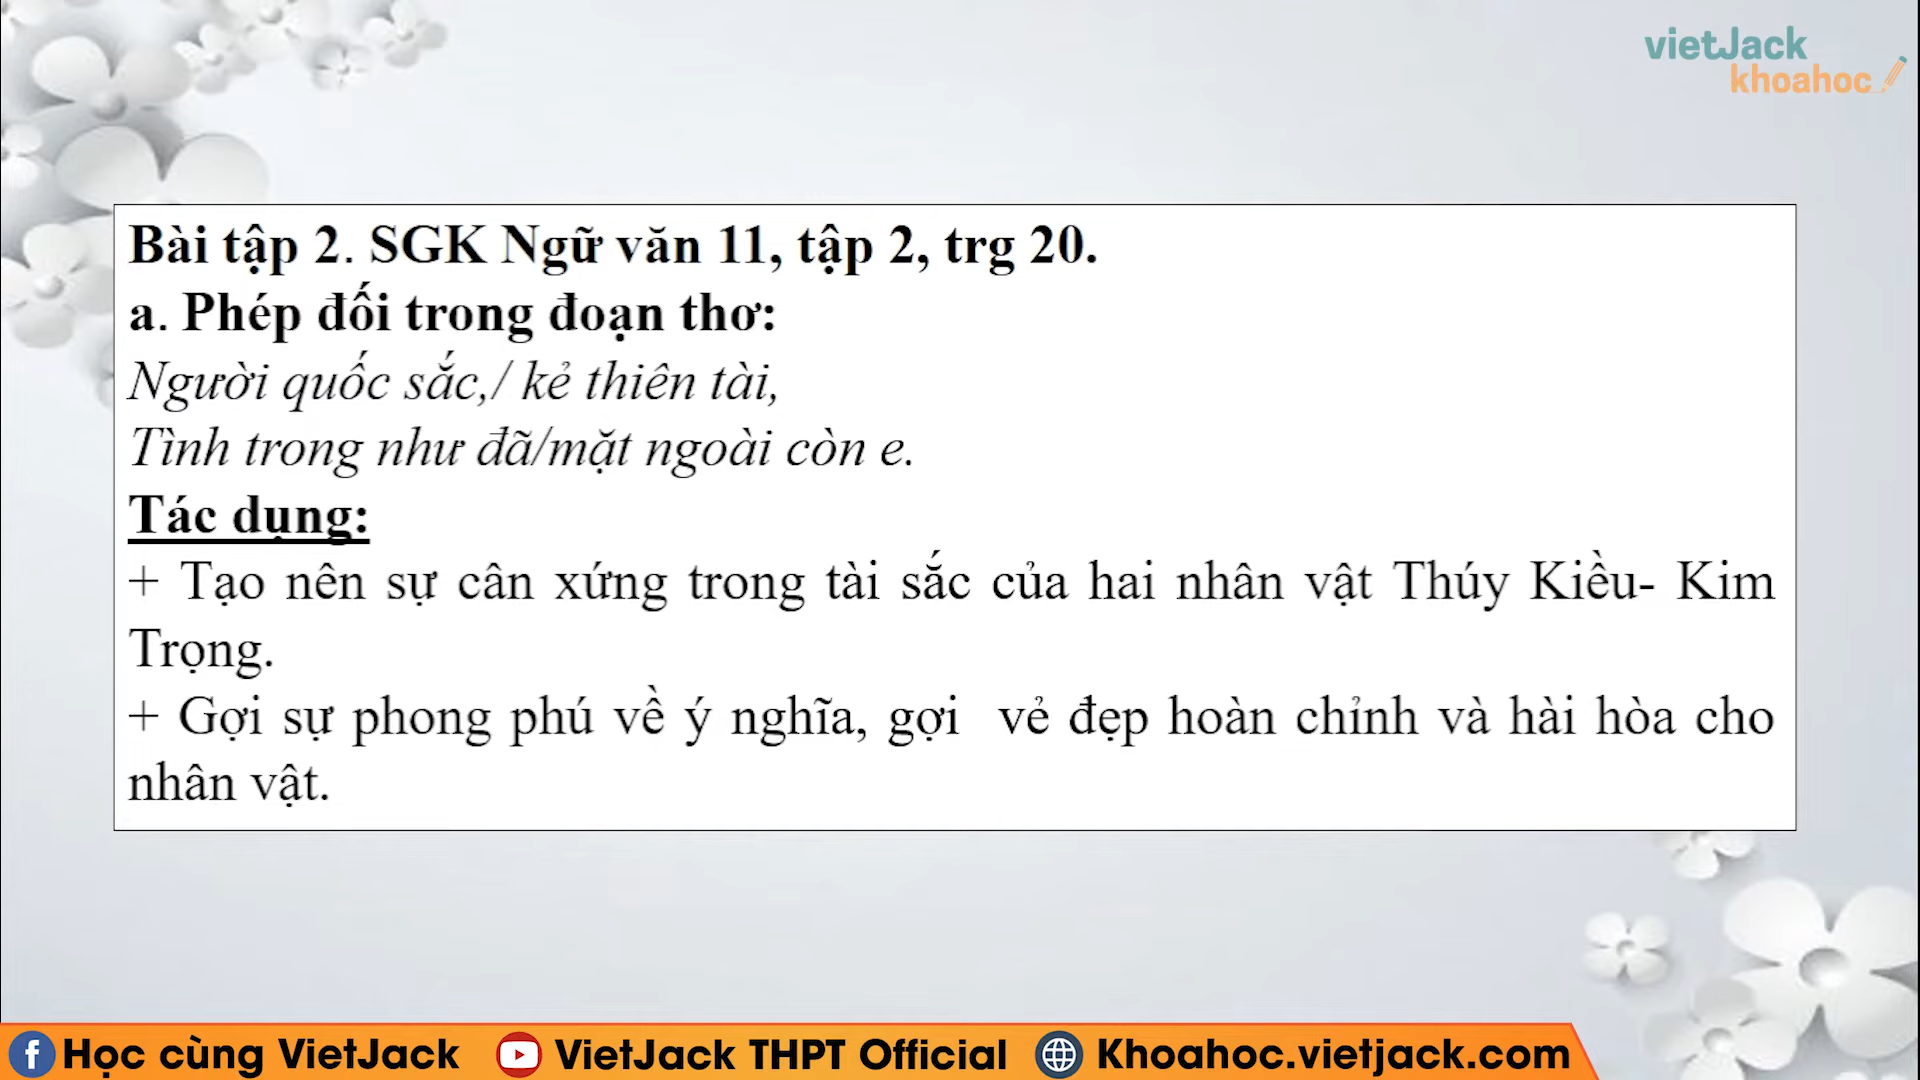 vietJack
khoahoc
Bài tập 2. SGK Ngữ văn 11, tập 2, trg 20.
a. Phép đối trong đoạn thơ:
Người quốc sắc,/ kẻ thiên tài,
Tình trong như đã/mặt ngoài còn e.
Tác dụng:
+ Tạo nên sự cân xứng trong tài sắc của hai nhân vật Thúy Kiều- Kim
Trọng.
+ Gợi sự phong phú về ý nghĩa, gợi  vẻ đẹp hoàn chỉnh và hài hòa cho
nhân vật.
Học cùng VietJack VietJack THPT Official Khoahoc.vietjack.com